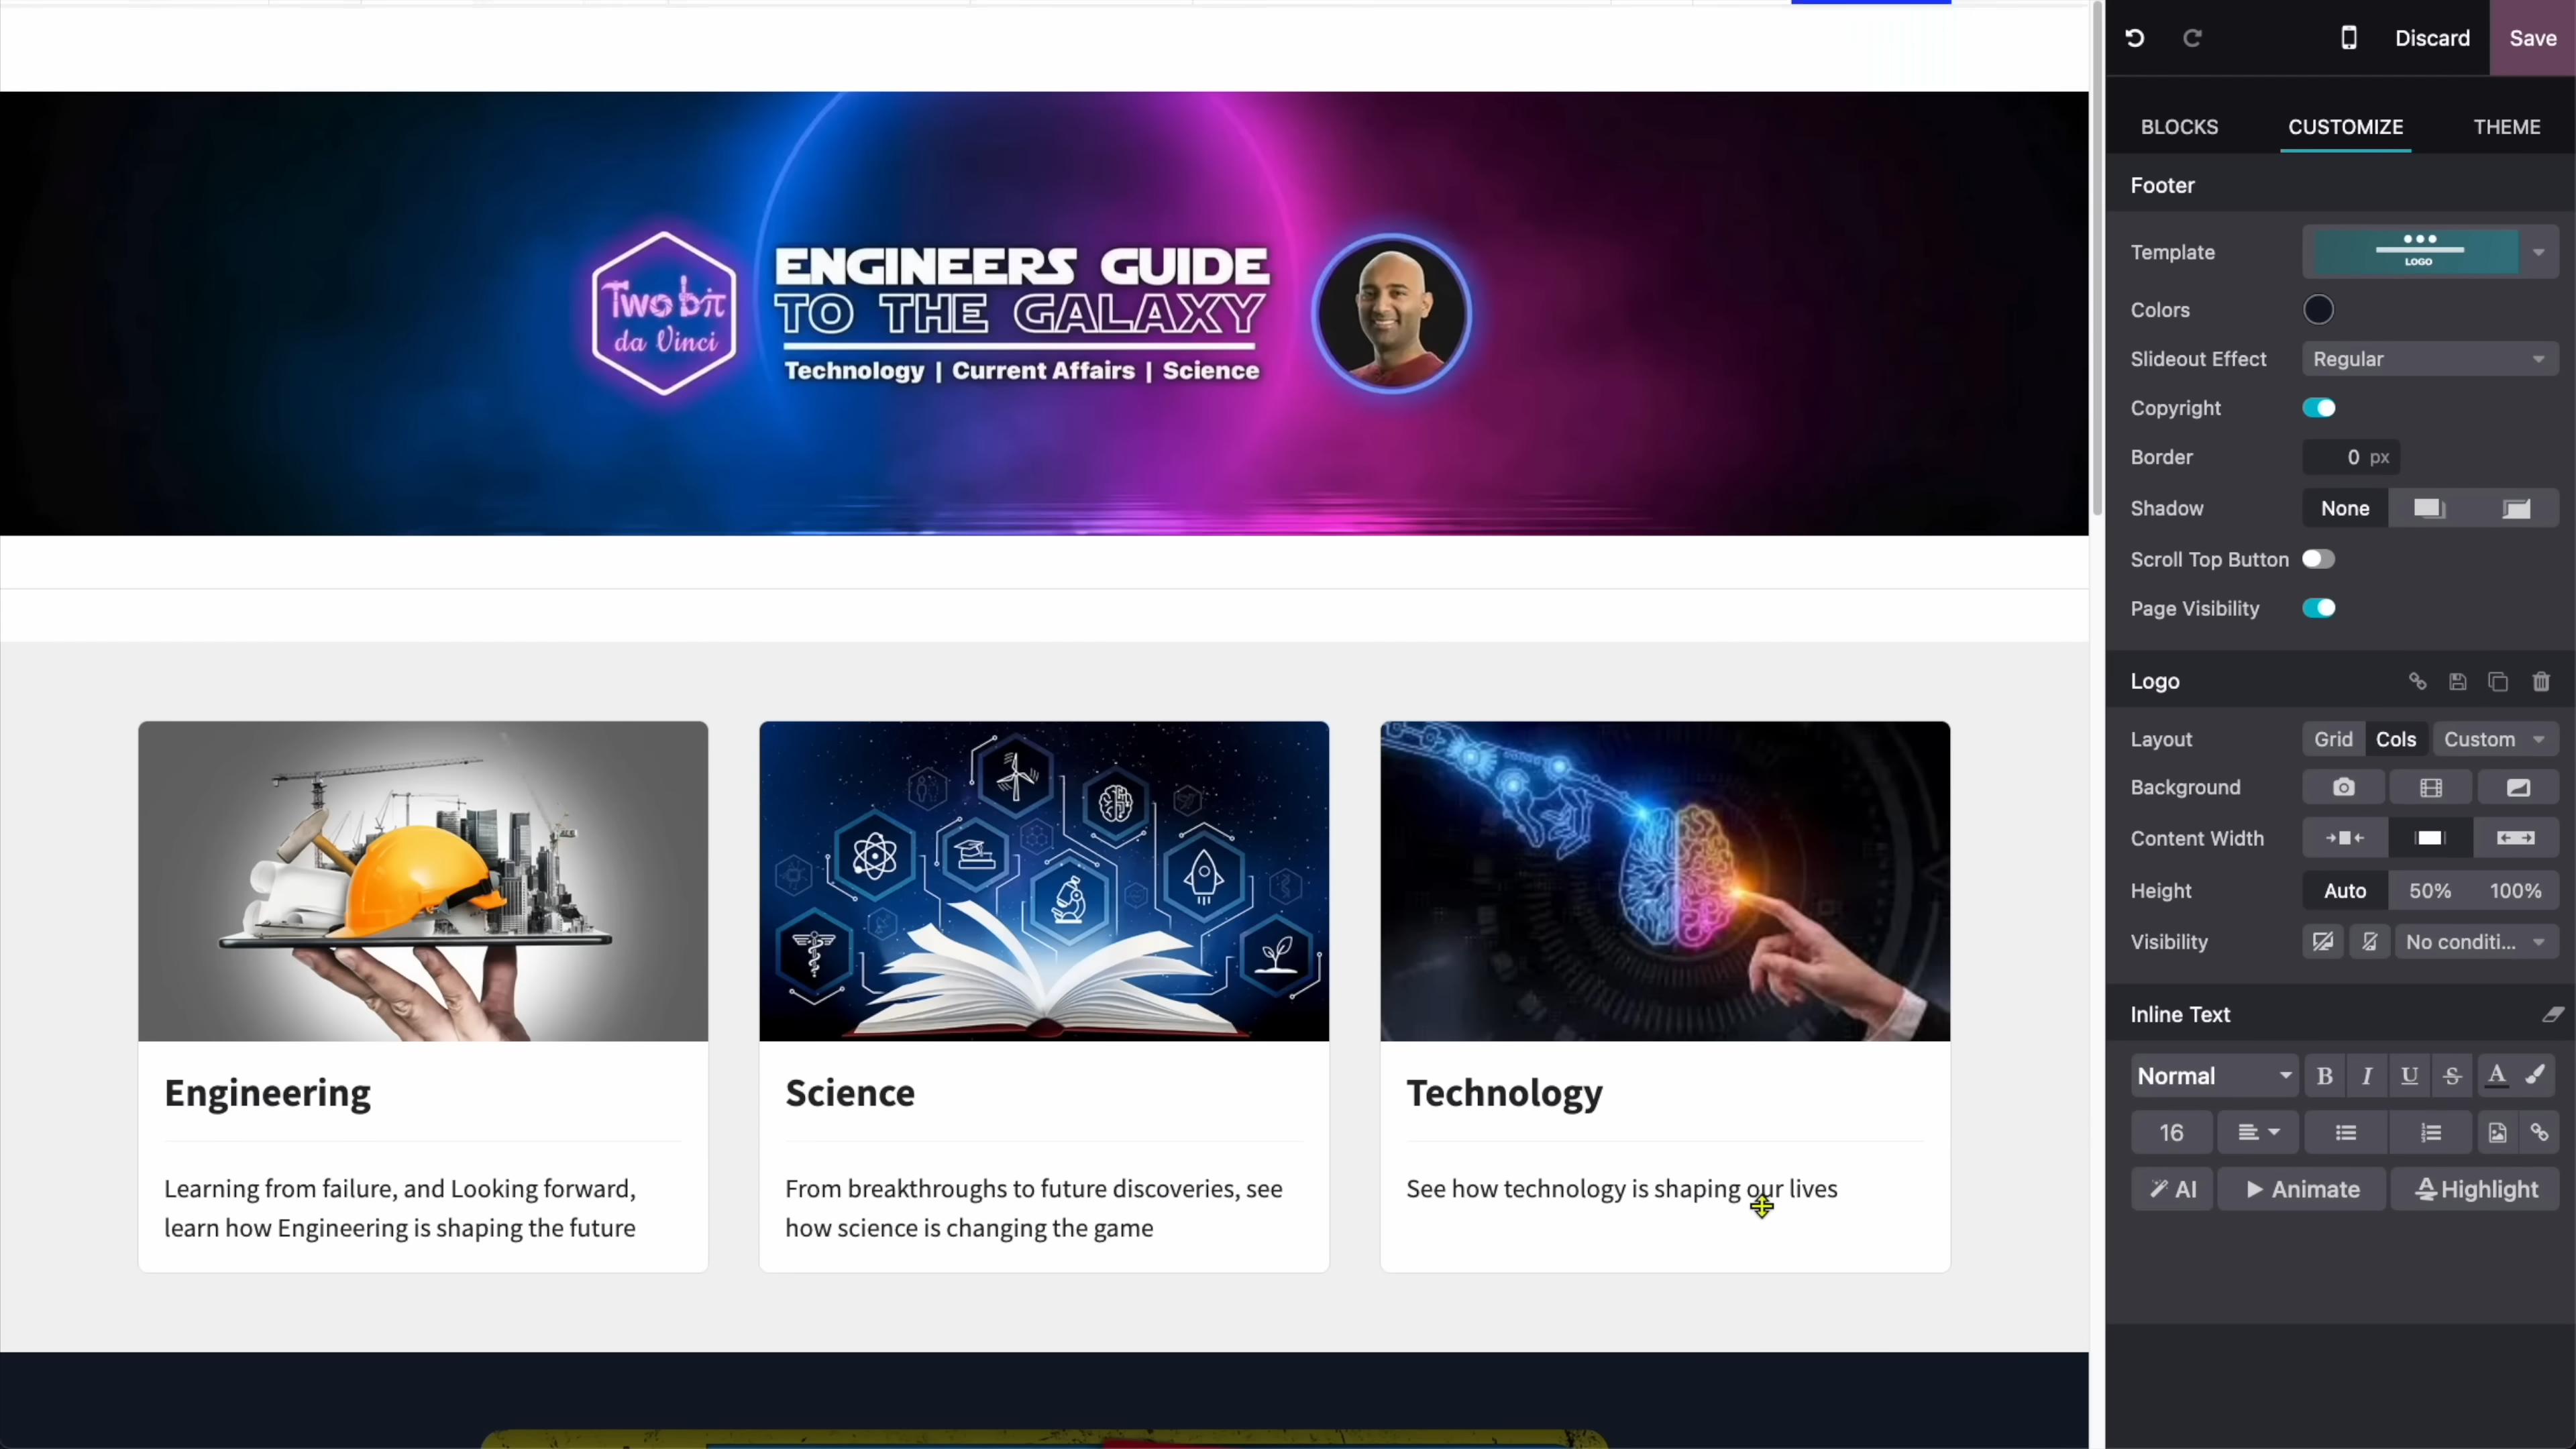 Discard Save
BLOCKS CUSTOMIZE THEME
Footer
Template LOGO
Colors
Slideout Effect Regular
Copyright
Border 0 px
Shadow None
Scroll Top Button
Page Visibility
Logo
Layout Grid Cols Custom
Background
Content Width
Height Auto 50% 100%
Visibility No conditi...
Inline Text
Normal B I U S A
16
AI Animate A Highlight
Two bit
da Vinci
ENGINEERS GUIDE
TO THE GALAXY
Technology | Current Affairs | Science
Engineering
Learning from failure, and Looking forward,
learn how Engineering is shaping the future
Science
From breakthroughs to future discoveries, see
how science is changing the game
Technology
See how technology is shaping our lives